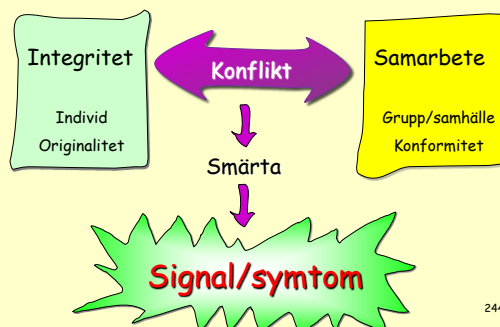 Integritet
Individ
Originalitet
Konflikt
Samarbete
Grupp/samhälle
Konformitet
Smärta
Signal/symtom
244